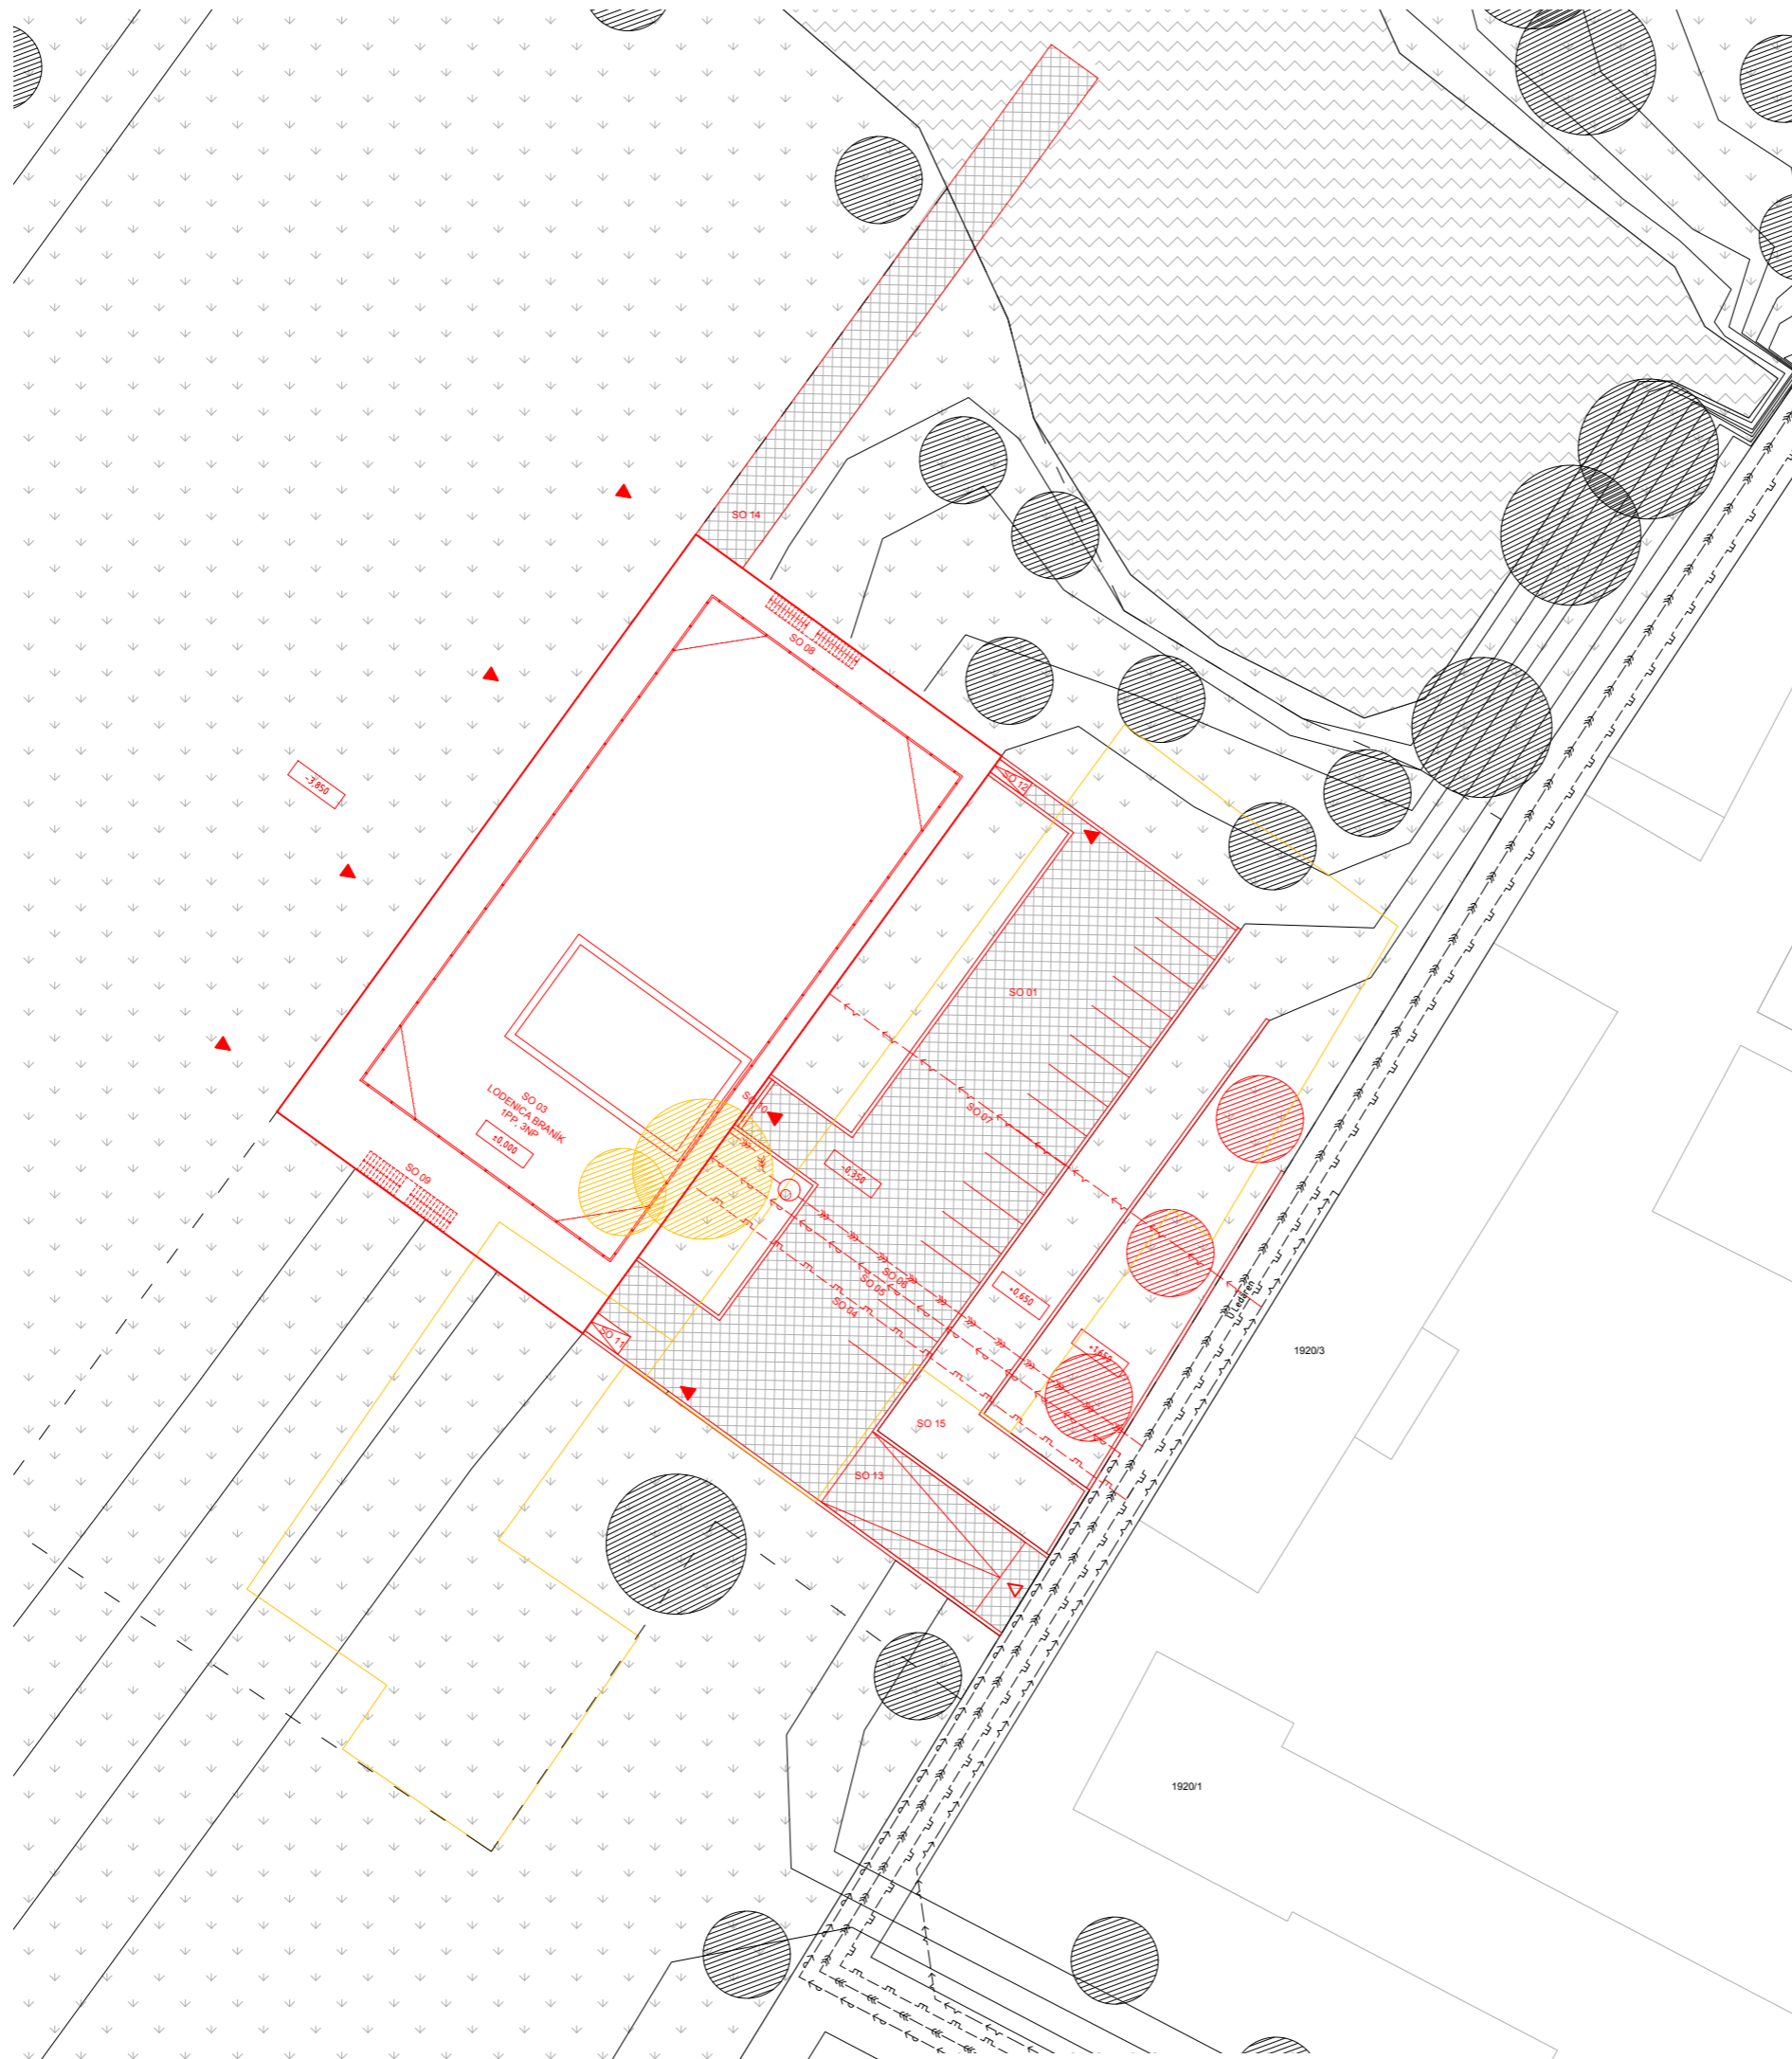 SO 14
SO 08
-3,850
SO 12
SO 01
SO 10
SO 07
SO 03
LODENICA BRANÍK
1PP, 3NP
±0,000
-0,350
SO 09
SO 06
SO 05
SO 04
+0,650
U Ledáren
SO 11
1920/3
SO 15
SO 13
1920/1